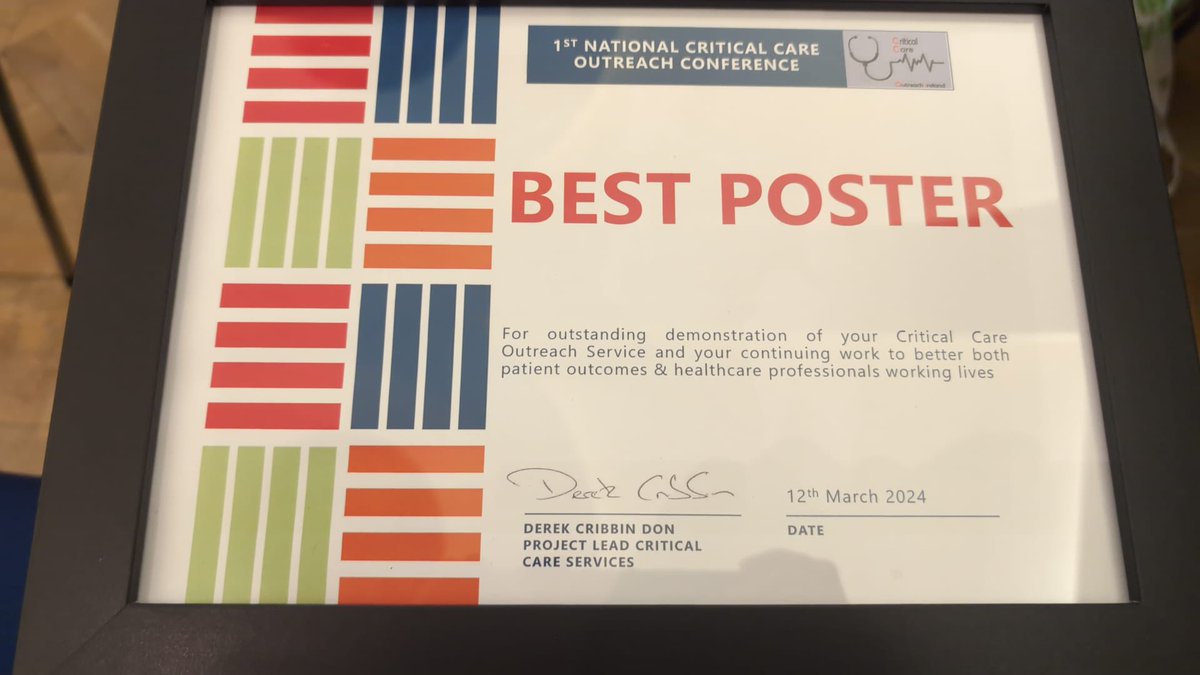 1ST NATIONAL CRITICAL CARE
OUTREACH CONFERENCE
Critical
Care
Outreach Ireland
BEST POSTER
For outstanding demonstration of your Critical Care
Outreach Service and your continuing work to better both
patient outcomes & healthcare professionals working lives
Derek Cribbin
12th March 2024
DEREK CRIBBIN DON
PROJECT LEAD CRITICAL
CARE SERVICES
DATE